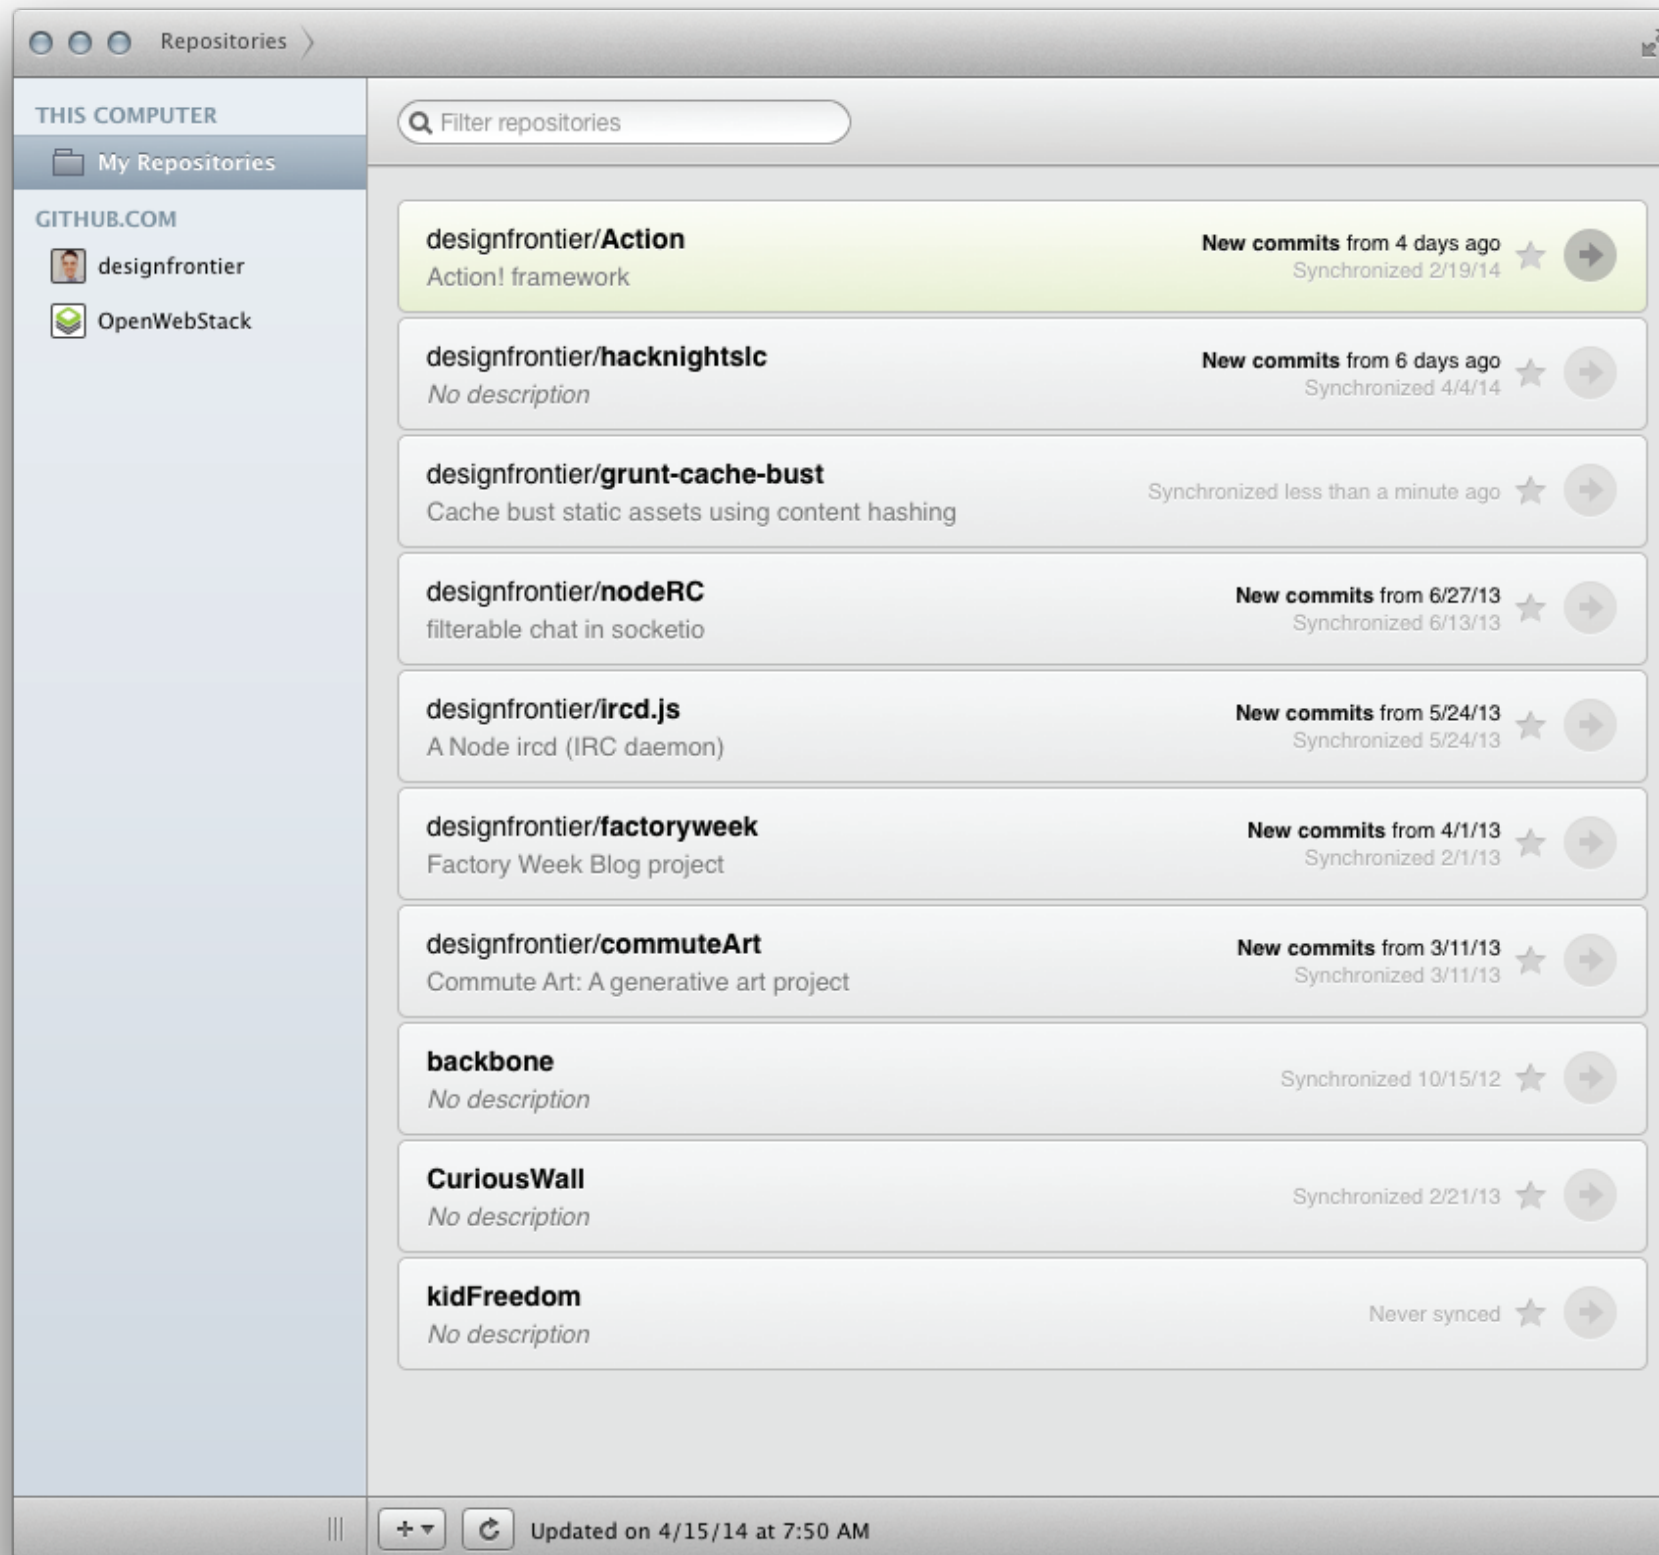 Repositories
THIS COMPUTER
My Repositories
GITHUB.COM
designfrontier
OpenWebStack
Filter repositories
designfrontier/Action
Action! framework
New commits from 4 days ago
Synchronized 2/19/14
designfrontier/hacknightslc
No description
New commits from 6 days ago
Synchronized 4/4/14
designfrontier/grunt-cache-bust
Cache bust static assets using content hashing
Synchronized less than a minute ago
designfrontier/nodeRC
filterable chat in socketio
New commits from 6/27/13
Synchronized 6/13/13
designfrontier/ircd.js
A Node ircd (IRC daemon)
New commits from 5/24/13
Synchronized 5/24/13
designfrontier/factoryweek
Factory Week Blog project
New commits from 4/1/13
Synchronized 2/1/13
designfrontier/commuteArt
Commute Art: A generative art project
New commits from 3/11/13
Synchronized 3/11/13
backbone
No description
Synchronized 10/15/12
CuriousWall
No description
Synchronized 2/21/13
kidFreedom
No description
Never synced
Updated on 4/15/14 at 7:50 AM